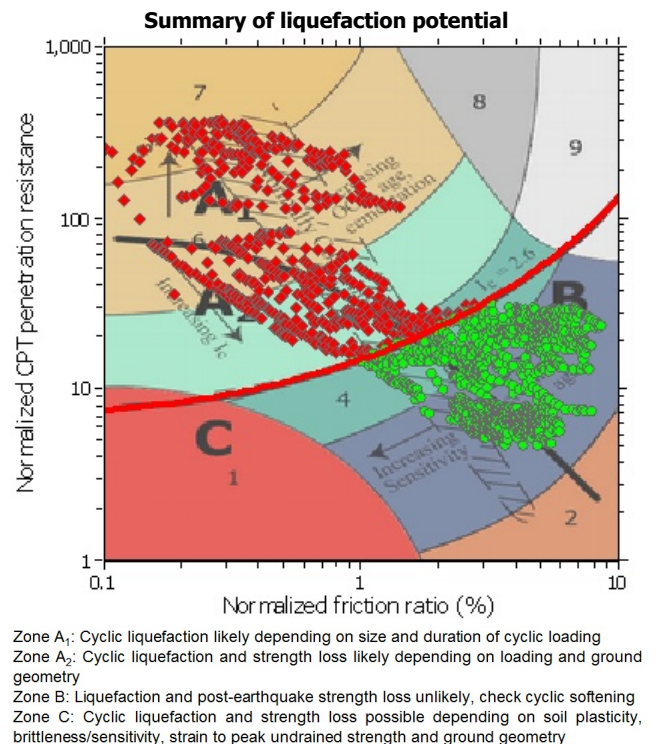 Summary of liquefaction potential
Normalized CPT penetration resistance
1,000
100
10
1
7
8
9
A1
Increasing
OCR,
age,
cementation
6
Ic = 2.6
B
A2
Increasing Ic
4
C
1
Increasing
Sensitivity
2
0.1
1
10
Normalized friction ratio (%)
Zone A1: Cyclic liquefaction likely depending on size and duration of cyclic loading
Zone A2: Cyclic liquefaction and strength loss likely depending on loading and ground
geometry
Zone B: Liquefaction and post-earthquake strength loss unlikely, check cyclic softening
Zone C: Cyclic liquefaction and strength loss possible depending on soil plasticity,
brittleness/sensitivity, strain to peak undrained strength and ground geometry